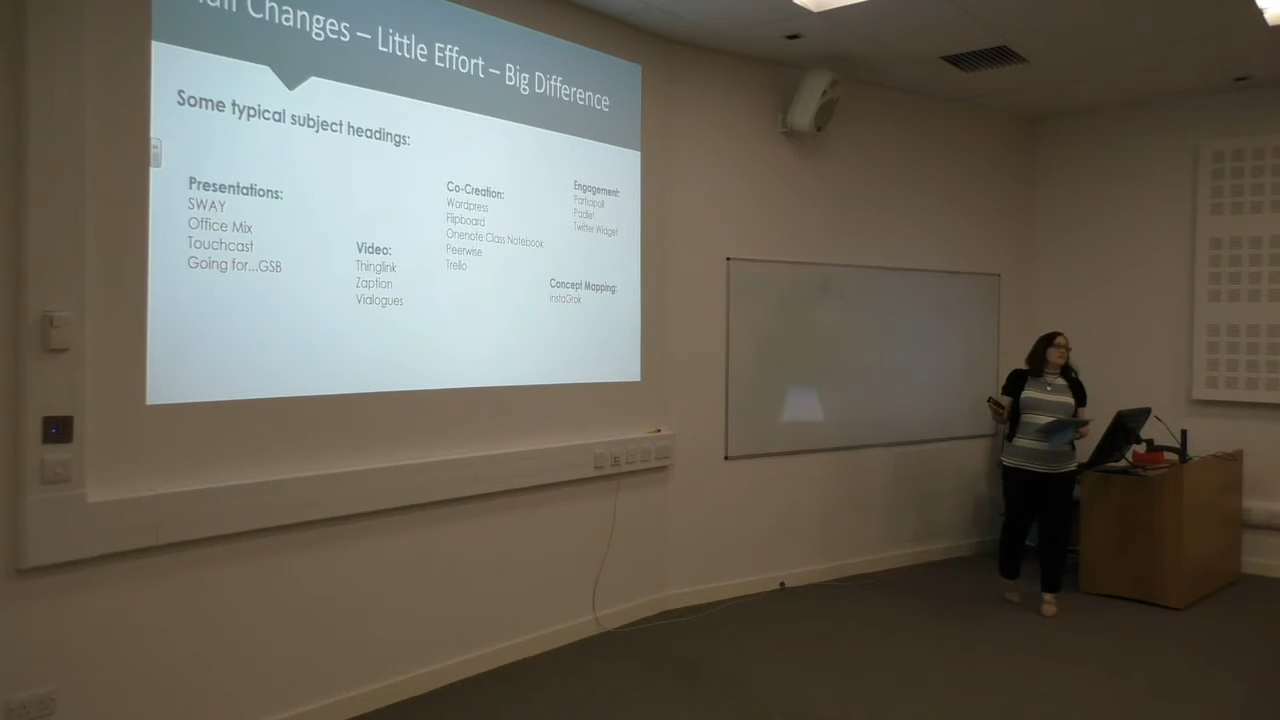 Changes – Little Effort – Big Difference
Some typical subject headings:
Presentations:
SWAY
Office Mix
Touchcast
Going for...GSB
Video:
Thinglink
Zaption
Vialogues
Co-Creation:
Wordpress
Flipboard
Onenote Class Notebook
Peerwise
Trello
Engagement:
Participoll
Padlet
Twitter Widget
Concept Mapping:
InstaGrok